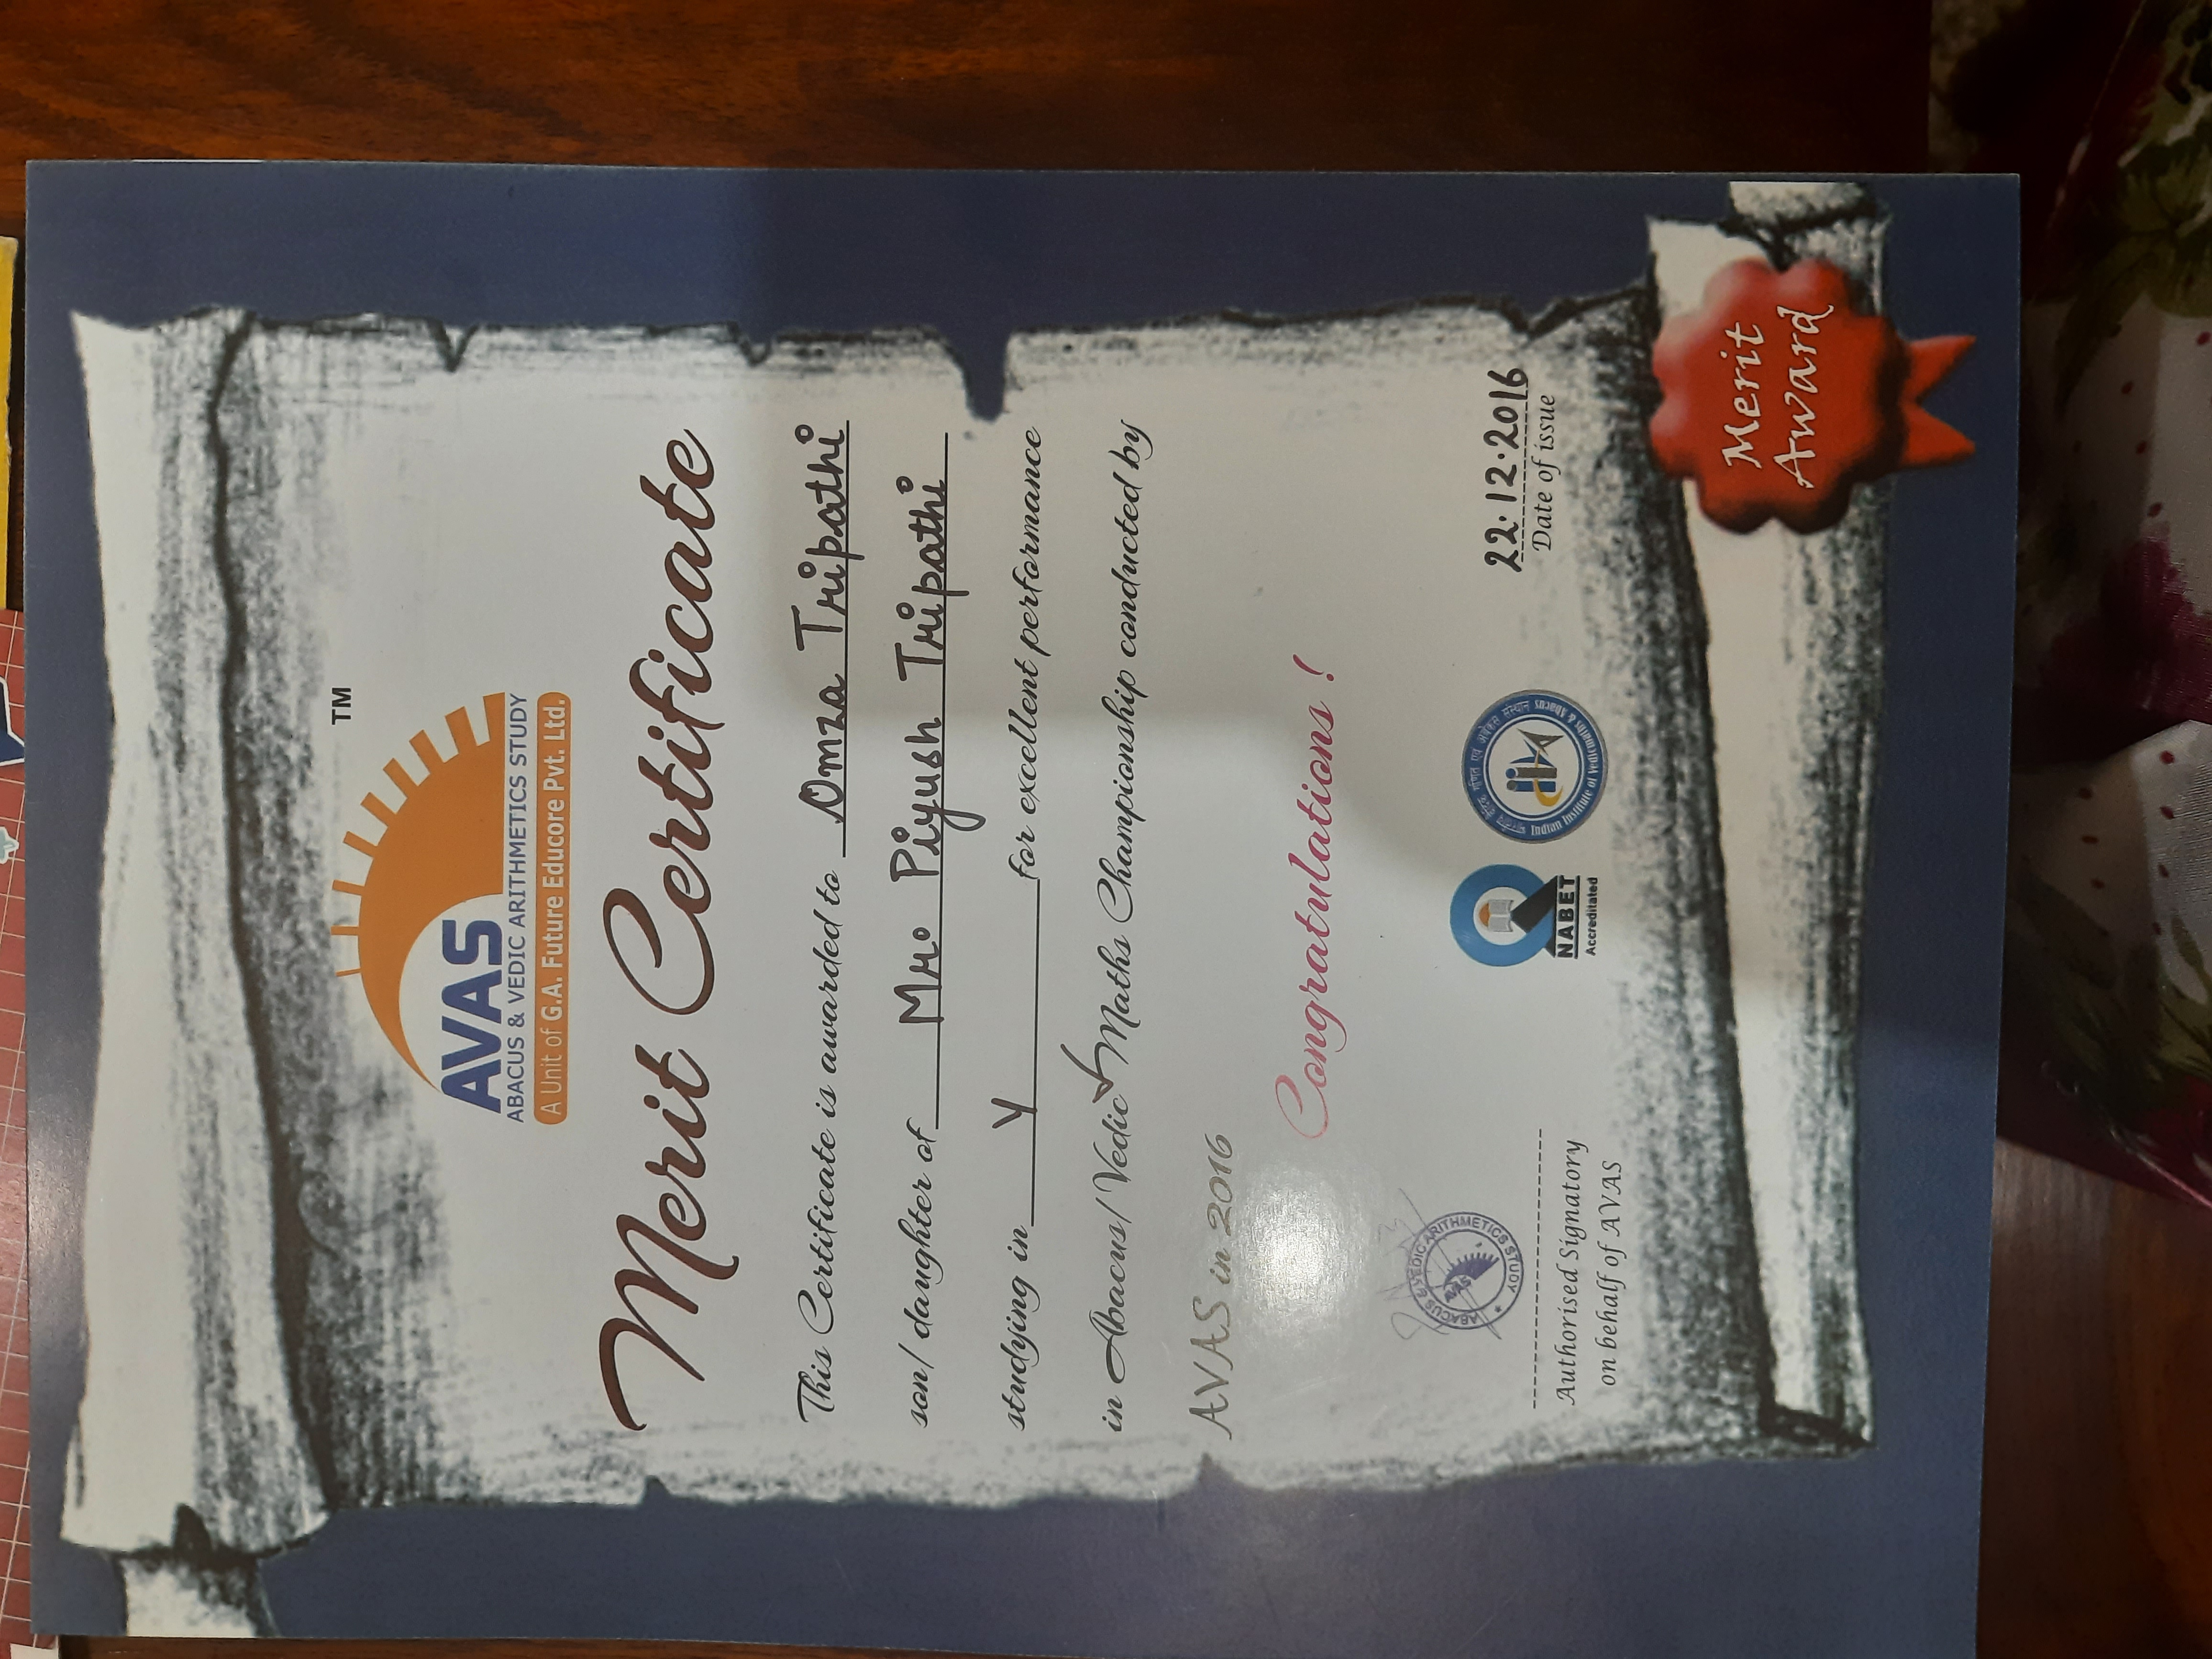 TM
AVAS
ABACUS & VEDIC ARITHMETICS STUDY
A Unit of G.A. Future Educore Pvt. Ltd.
Merit Certificate
This Certificate is awarded to Omza Tripathi
son/ daughter of Mr. Piyush Tripathi
studying in Y for excellent performance
in Abacus/ Vedic Maths Championship conducted by
AVAS in 2016
Congratulations !
22.12.2016
Date of issue
ABACUS & VEDIC ARITHMETICS STUDY
AVAS
Authorised Signatory
on behalf of AVAS
NABET
Accreditated
Indian Institute of Vedicmaths & Abacus
Merit
Award